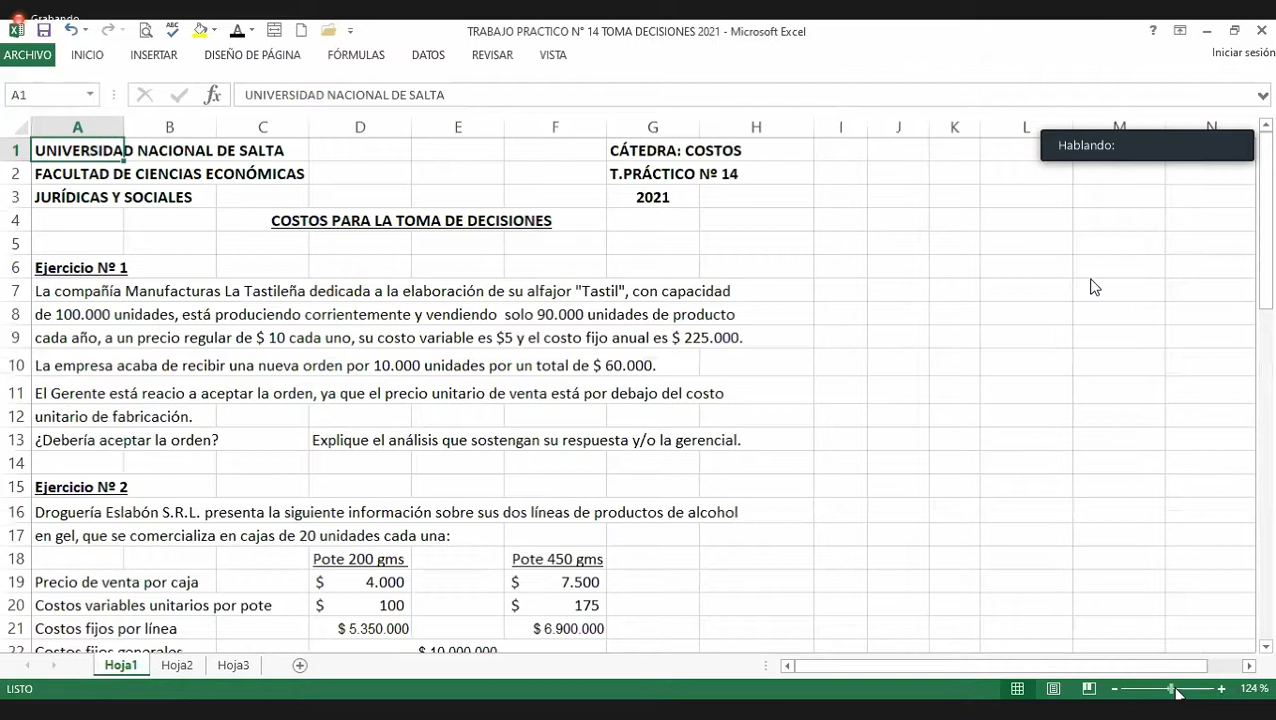 Grabando
TRABAJO PRACTICO N° 14 TOMA DECISIONES 2021 - Microsoft Excel
ARCHIVO INICIO INSERTAR DISEÑO DE PÁGINA FÓRMULAS DATOS REVISAR VISTA Iniciar sesión
A1 fx UNIVERSIDAD NACIONAL DE SALTA
A B C D E F G H I J K L M N
Hablando:
1 UNIVERSIDAD NACIONAL DE SALTA CÁTEDRA: COSTOS
2 FACULTAD DE CIENCIAS ECONÓMICAS T.PRÁCTICO Nº 14
3 JURÍDICAS Y SOCIALES 2021
4 COSTOS PARA LA TOMA DE DECISIONES
5
6 Ejercicio Nº 1
7 La compañía Manufacturas La Tastileña dedicada a la elaboración de su alfajor "Tastil", con capacidad
8 de 100.000 unidades, está produciendo corrientemente y vendiendo solo 90.000 unidades de producto
9 cada año, a un precio regular de $ 10 cada uno, su costo variable es $5 y el costo fijo anual es $ 225.000.
10 La empresa acaba de recibir una nueva orden por 10.000 unidades por un total de $ 60.000.
11 El Gerente está reacio a aceptar la orden, ya que el precio unitario de venta está por debajo del costo
12 unitario de fabricación.
13 ¿Debería aceptar la orden? Explique el análisis que sostengan su respuesta y/o la gerencial.
14
15 Ejercicio Nº 2
16 Droguería Eslabón S.R.L. presenta la siguiente información sobre sus dos líneas de productos de alcohol
17 en gel, que se comercializa en cajas de 20 unidades cada una:
18 Pote 200 gms Pote 450 gms
19 Precio de venta por caja $ 4.000 $ 7.500
20 Costos variables unitarios por pote $ 100 $ 175
21 Costos fijos por línea $ 5.350.000 $ 6.900.000
22 Costos fijos generales $ 10.000.000
Hoja1 Hoja2 Hoja3
LISTO 124 %